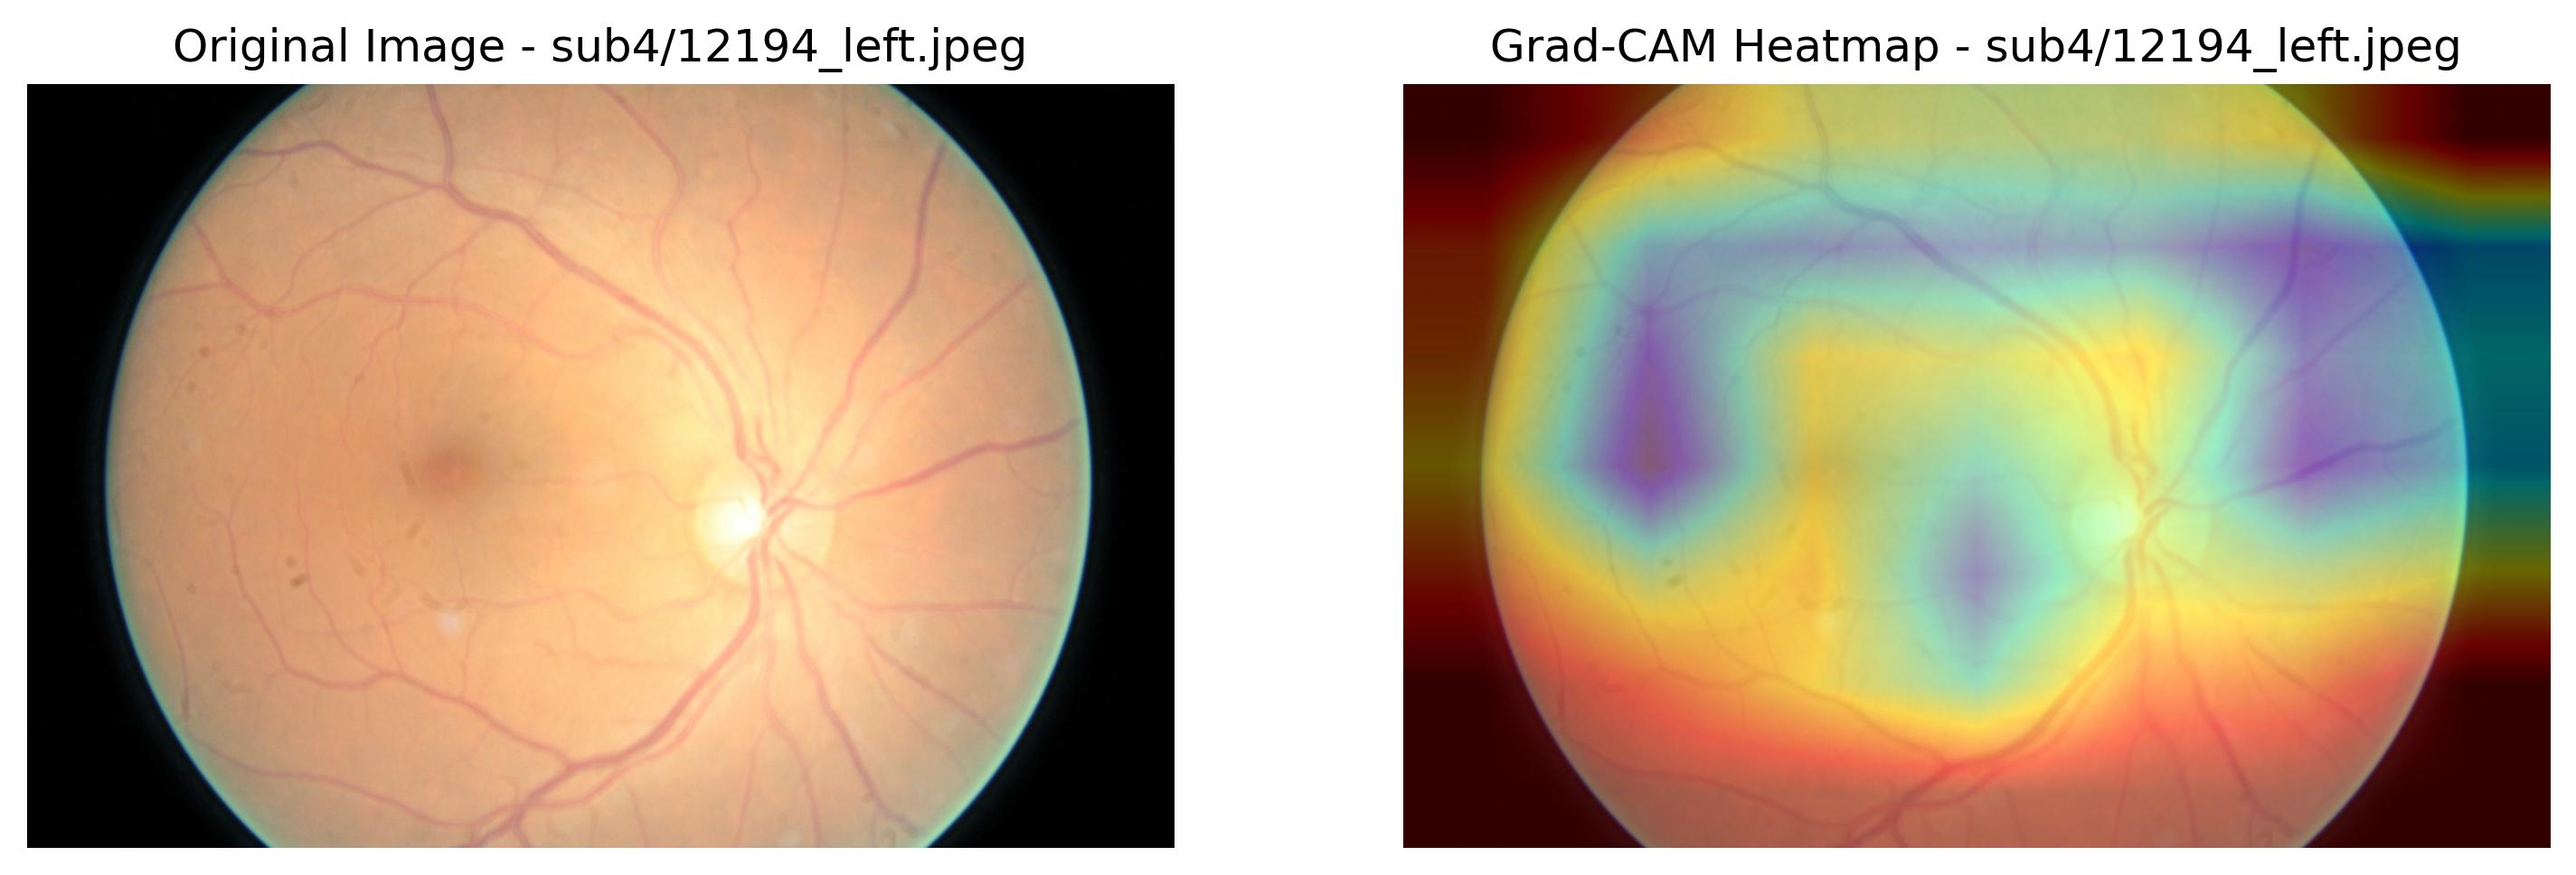 Original Image - sub4/12194_left.jpeg
Grad-CAM Heatmap - sub4/12194_left.jpeg